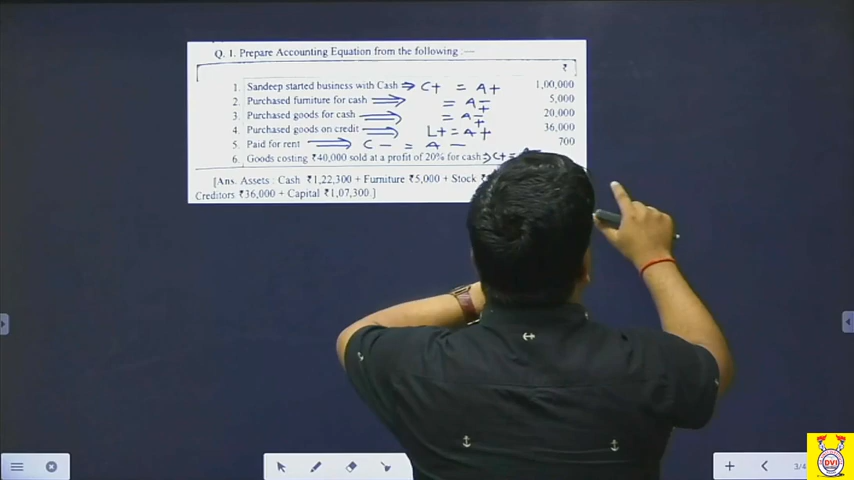 Q. 1. Prepare Accounting Equation from the following :—
₹
1. Sandeep started business with Cash ⇒ C+ = A+ 1,00,000
2. Purchased furniture for cash ⇒ = A∓ 5,000
3. Purchased goods for cash ⇒ = A∓ 20,000
4. Purchased goods on credit ⇒ L+ = A+ 36,000
5. Paid for rent ⇒ C− = A − 700
6. Goods costing ₹40,000 sold at a profit of 20% for cash ⇒ C+ =
[Ans. Assets : Cash ₹1,22,300 + Furniture ₹5,000 + Stock
Creditors ₹36,000 + Capital ₹1,07,300.]
3/4
DVI